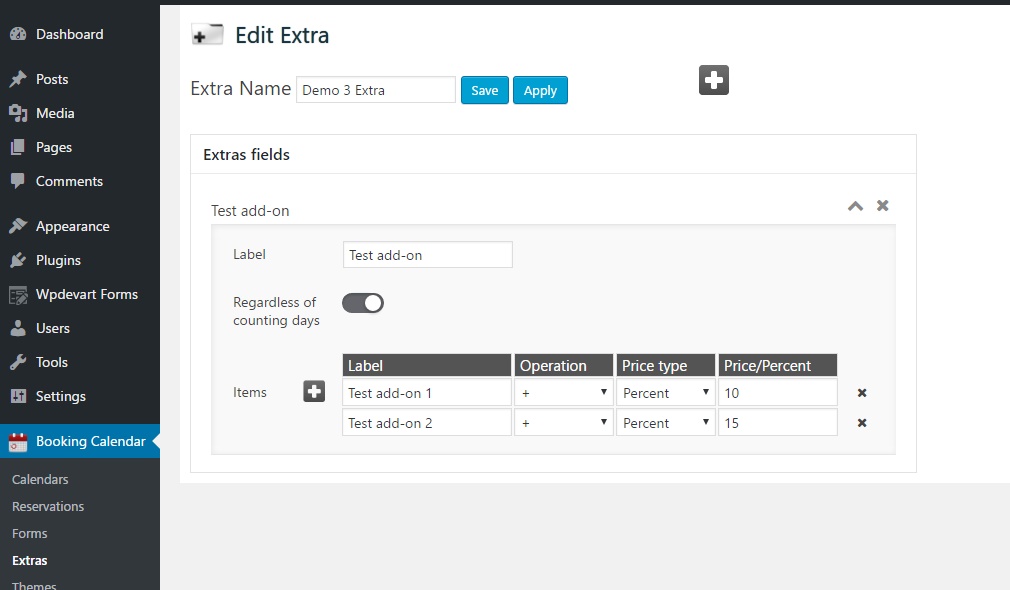 Dashboard
Posts
Media
Pages
Comments
Appearance
Plugins
Wpdevart Forms
Users
Tools
Settings
Booking Calendar
Calendars
Reservations
Forms
Extras
Themes
Edit Extra
Extra Name Demo 3 Extra Save Apply
Extras fields
Test add-on
Label Test add-on
Regardless of
counting days
Label Operation Price type Price/Percent
Items Test add-on 1 + Percent 10
Test add-on 2 + Percent 15